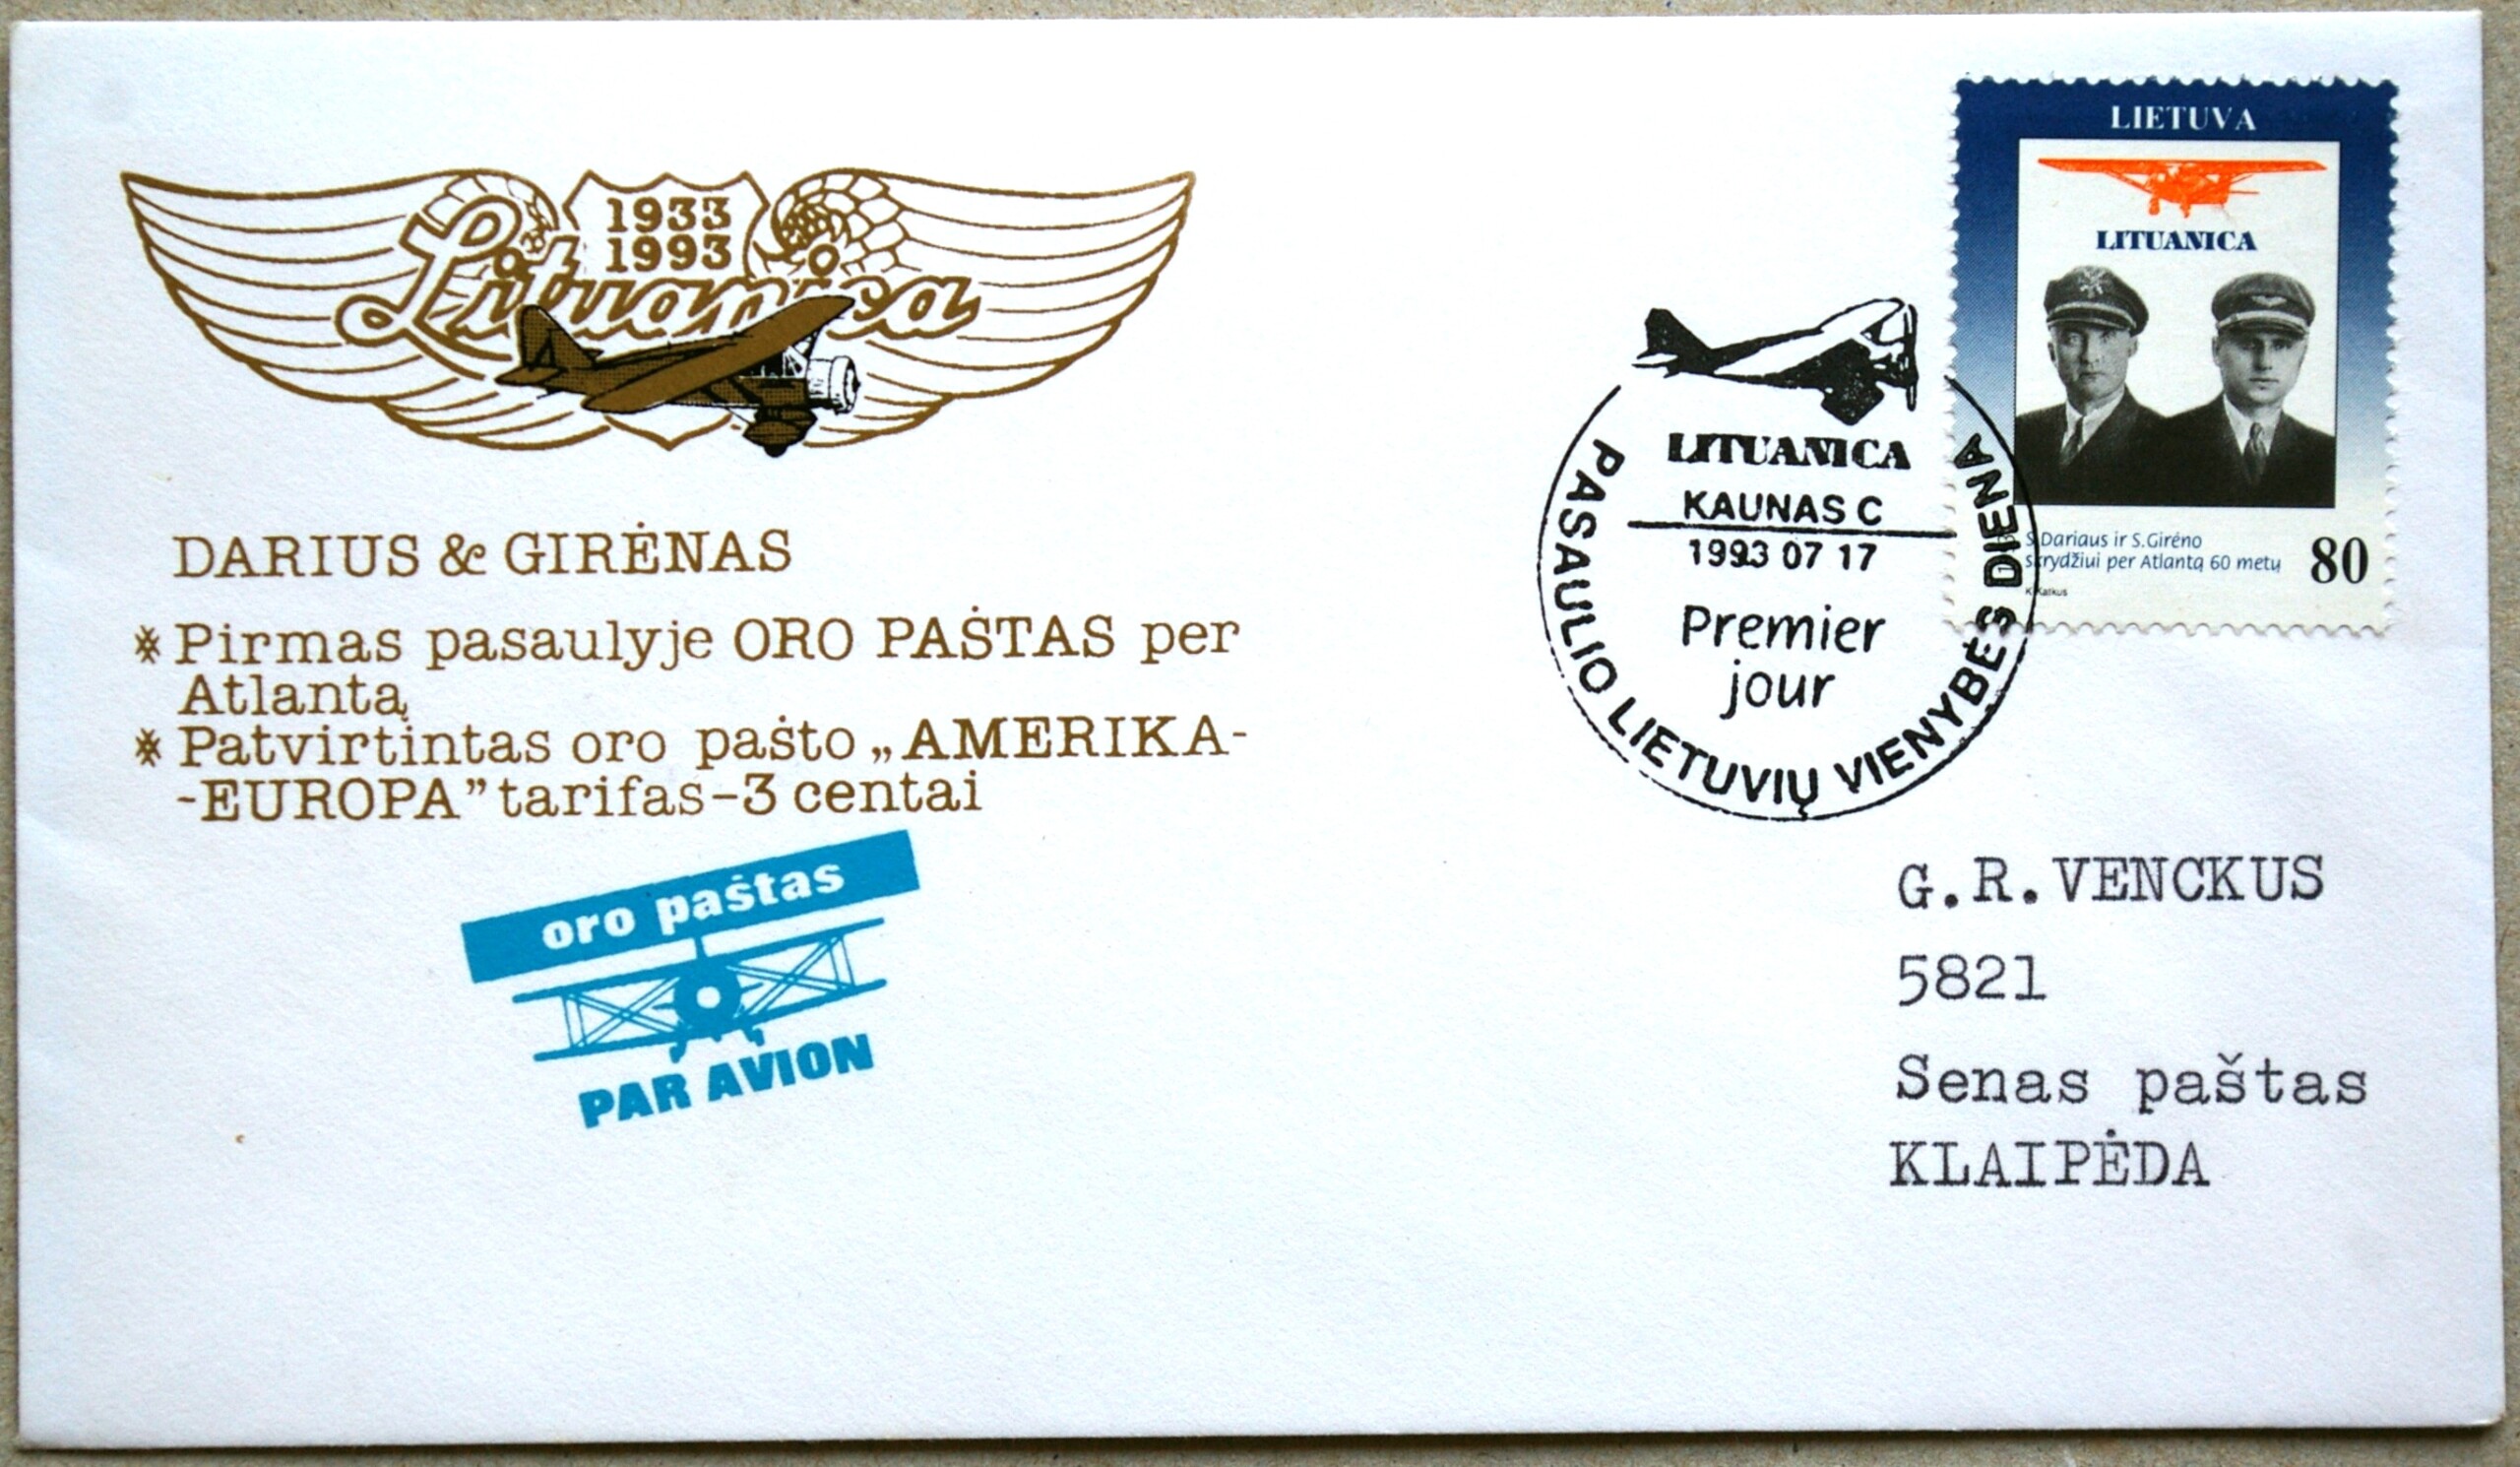 1933
1993
Lituanica
DARIUS & GIRĖNAS
* Pirmas pasaulyje ORO PAŠTAS per
Atlantą
* Patvirtintas oro pašto „AMERIKA-
-EUROPA” tarifas-3 centai
oro paštas
PAR AVION
LITUANICA
KAUNAS C
1993 07 17
Premier
jour
PASAULIO LIETUVIŲ VIENYBĖS DIENA
LIETUVA
LITUANICA
S. Dariaus ir S.Girėno
skrydžiui per Atlantą 60 metų
80
K. Katkus
G.R.VENCKUS
5821
Senas paštas
KLAIPĖDA